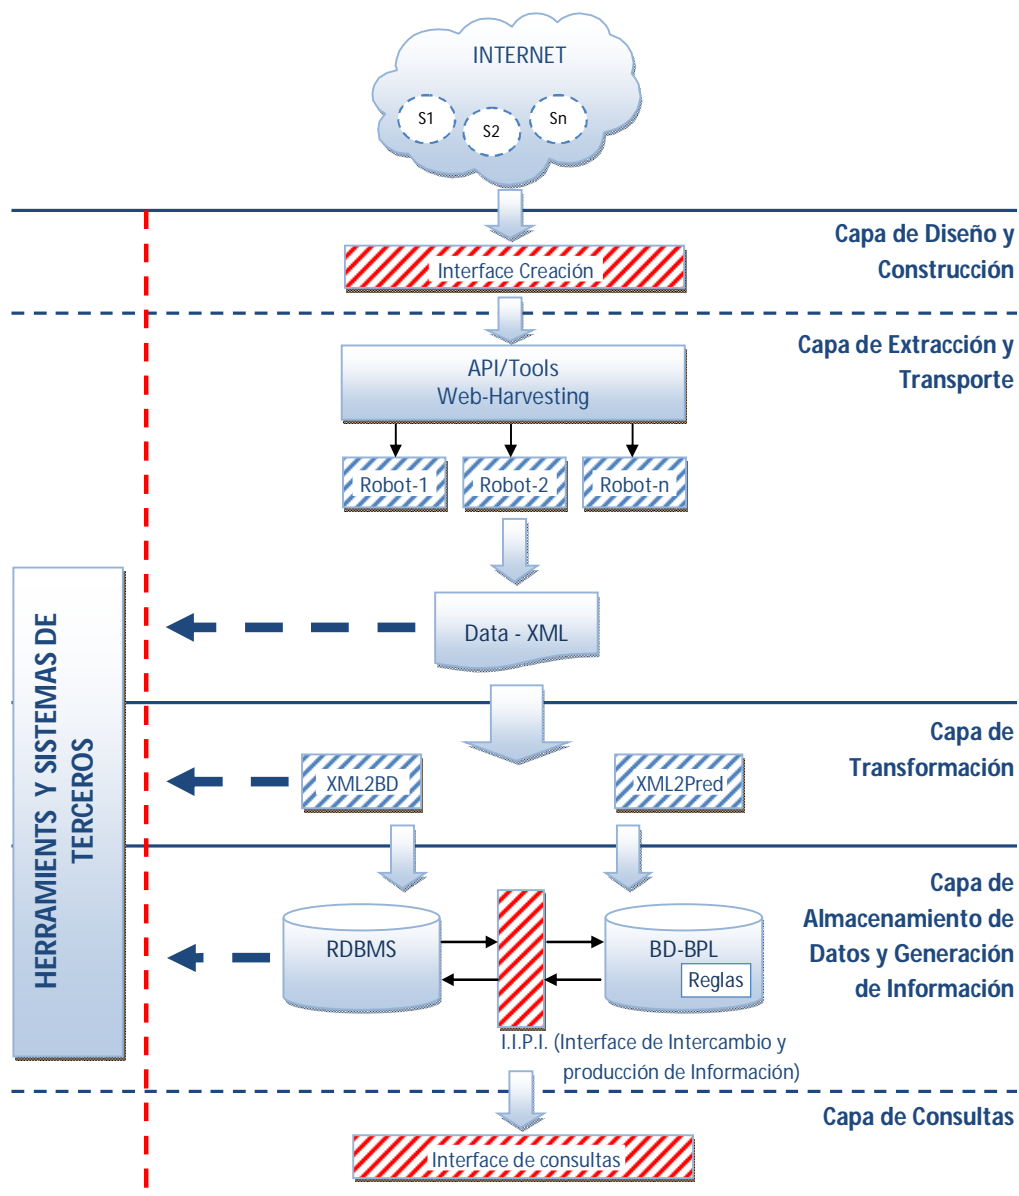 INTERNET
S1
S2
Sn
Capa de Diseño y
Construcción
Interface Creación
Capa de Extracción y
Transporte
API/Tools
Web-Harvesting
Robot-1
Robot-2
Robot-n
Data - XML
HERRAMIENTS Y SISTEMAS DE
TERCEROS
Capa de
Transformación
XML2BD
XML2Pred
Capa de
Almacenamiento de
Datos y Generación
de Información
RDBMS
BD-BPL
Reglas
I.I.P.I. (Interface de Intercambio y
producción de Información)
Capa de Consultas
Interface de consultas